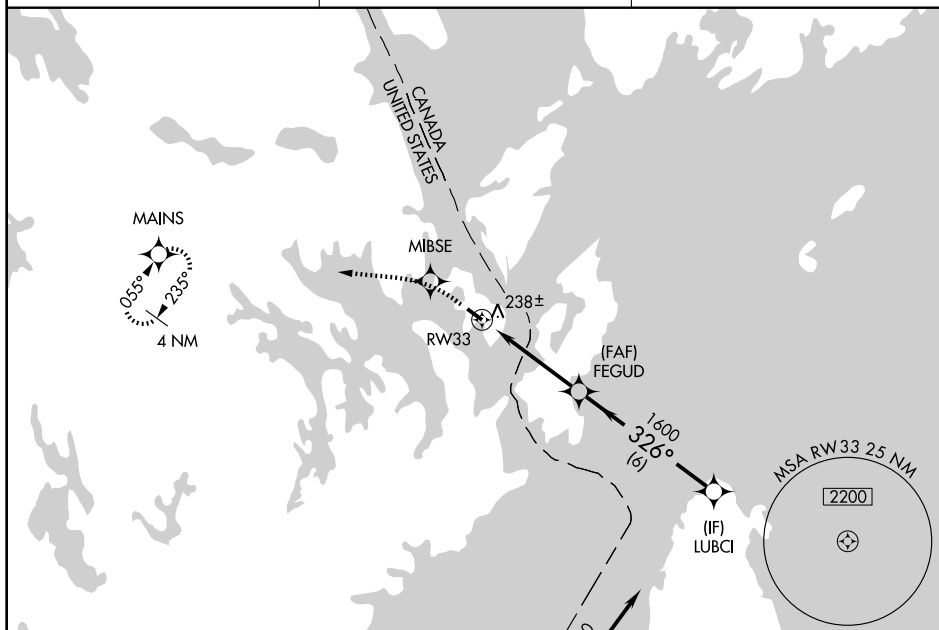 CANADA
UNITED STATES
MAINS
055°
235°
4 NM
MIBSE
238±
RW33
(FAF)
FEGUD
1600
326°
(6)
(IF)
LUBCI
MSA RW33 25 NM
2200